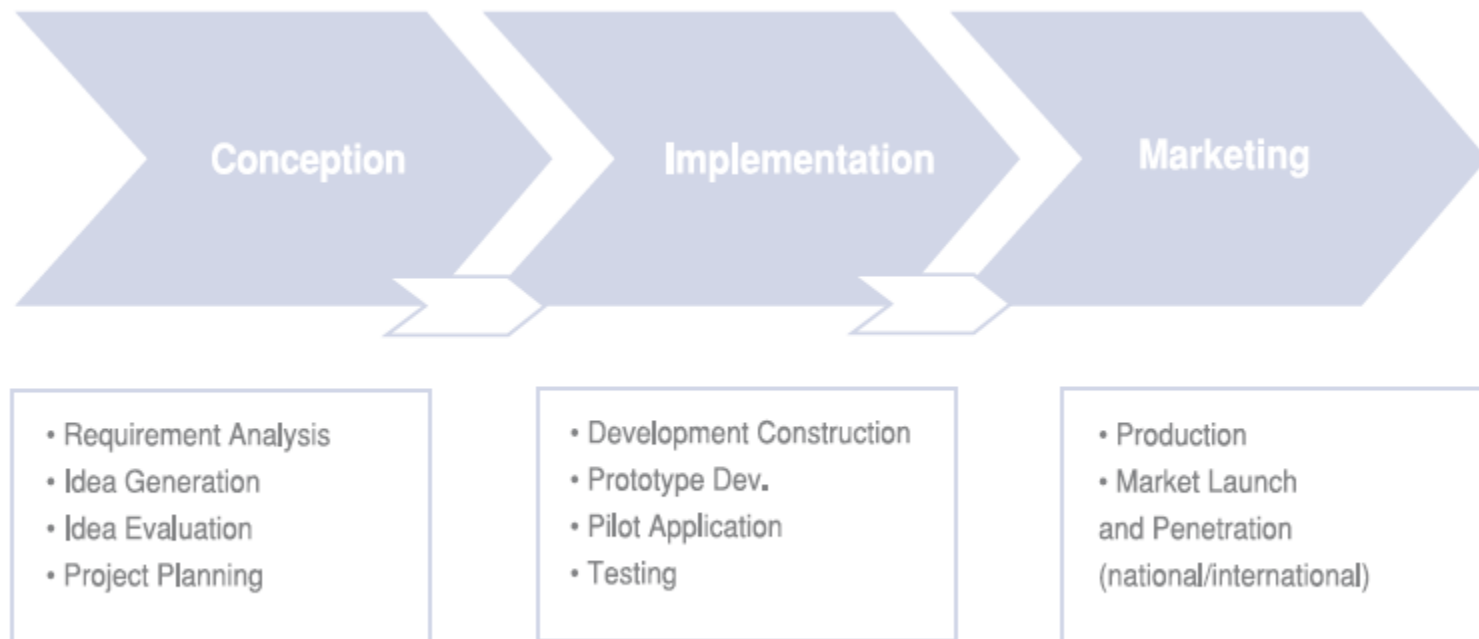 Conception
Implementation
Marketing
• Requirement Analysis
• Idea Generation
• Idea Evaluation
• Project Planning
• Development Construction
• Prototype Dev.
• Pilot Application
• Testing
• Production
• Market Launch
and Penetration
(national/international)